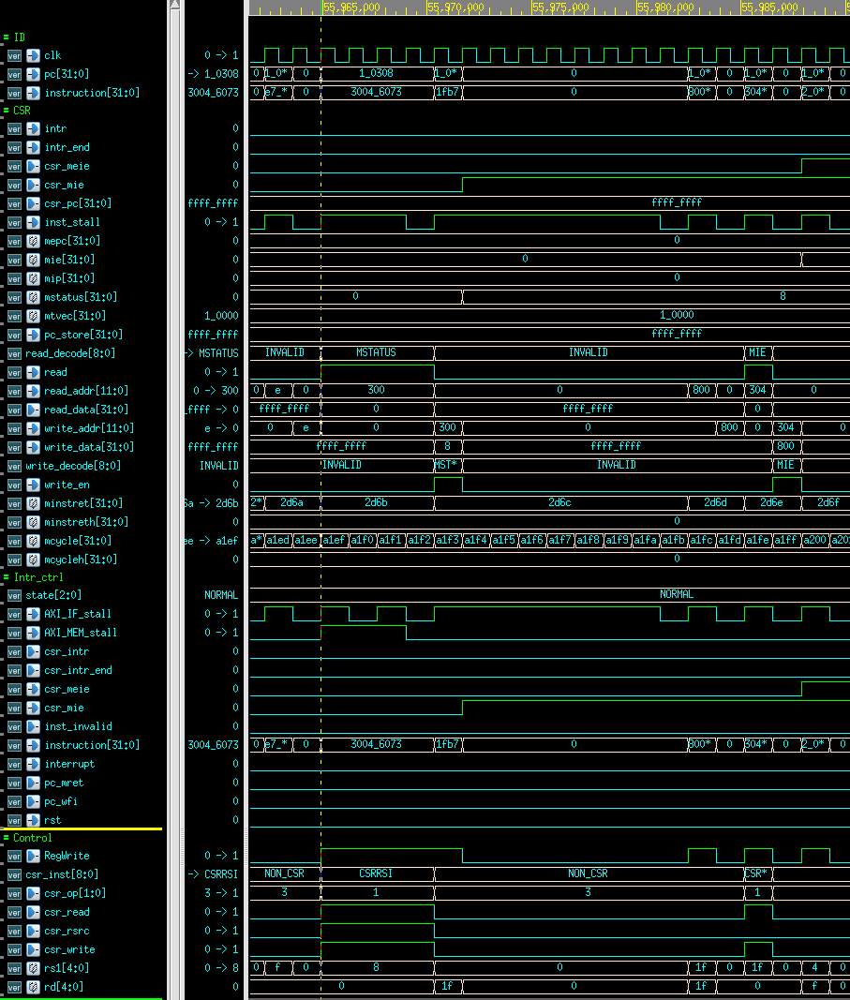 55,965,000 55,970,000 55,975,000 55,980,000 55,985,000
= ID
ver clk 0 -> 1
ver pc[31:0] -> 1_0308 0 1_0* 0 1_0308 1_0* 0 1_0* 0 1_0* 0 1_0* 0
ver instruction[31:0] 3004_6073 0 e7_* 0 3004_6073 1fb7 0 800* 0 304* 0 2_0* 0
= CSR
ver intr 0
ver intr_end 0
ver csr_meie 0
ver csr_mie 0
ver csr_pc[31:0] ffff_ffff ffff_ffff
ver inst_stall 0 -> 1
ver mepc[31:0] 0 0
ver mie[31:0] 0 0
ver mip[31:0] 0 0
ver mstatus[31:0] 0 0 8
ver mtvec[31:0] 1_0000 1_0000
ver pc_store[31:0] ffff_ffff ffff_ffff
ver read_decode[8:0] -> MSTATUS INVALID MSTATUS INVALID MIE
ver read 0 -> 1
ver read_addr[11:0] 0 -> 300 0 e 0 300 0 800 0 304 0
ver read_data[31:0] _ffff -> 0 ffff_ffff 0 ffff_ffff 0
ver write_addr[11:0] e -> 0 0 e 0 300 0 800 0 304 0
ver write_data[31:0] ffff_ffff ffff_ffff 8 ffff_ffff 800
ver write_decode[8:0] INVALID INVALID MST* INVALID MIE
ver write_en 0
ver minstret[31:0] 6a -> 2d6b 2* 2d6a 2d6b 2d6c 2d6d 2d6e 2d6f
ver minstreth[31:0] 0 0
ver mcycle[31:0] ee -> a1ef a* a1ed a1ee a1ef a1f0 a1f1 a1f2 a1f3 a1f4 a1f5 a1f6 a1f7 a1f8 a1f9 a1fa a1fb a1fc a1fd a1fe a1ff a200 a20
ver mcycleh[31:0] 0 0
= Intr_ctrl
ver state[2:0] NORMAL NORMAL
ver AXI_IF_stall 0 -> 1
ver AXI_MEM_stall 0 -> 1
ver csr_intr 0
ver csr_intr_end 0
ver csr_meie 0
ver csr_mie 0
ver inst_invalid 0
ver instruction[31:0] 3004_6073 0 e7_* 0 3004_6073 1fb7 0 800* 0 304* 0 2_0* 0
ver interrupt 0
ver pc_mret 0
ver pc_wfi 0
ver rst 0
= Control
ver RegWrite 0 -> 1
ver csr_inst[8:0] -> CSRRSI NON_CSR CSRRSI NON_CSR CSR*
ver csr_op[1:0] 3 -> 1 3 1 3 1
ver csr_read 0 -> 1
ver csr_rsrc 0 -> 1
ver csr_write 0 -> 1
ver rs1[4:0] 0 -> 8 0 f 0 8 0 1f 0 1f 0 4 0
ver rd[4:0] 0 0 1f 0 1f 0 f 0